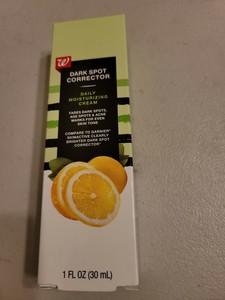 W
DARK SPOT
CORRECTOR
DAILY
MOISTURIZING
CREAM
FADES DARK SPOTS,
AGE SPOTS & ACNE
MARKS FOR EVEN
SKIN TONE
COMPARE TO GARNIER®
SKINACTIVE CLEARLY
BRIGHTER DARK SPOT
CORRECTOR*
1 FL OZ (30 mL)